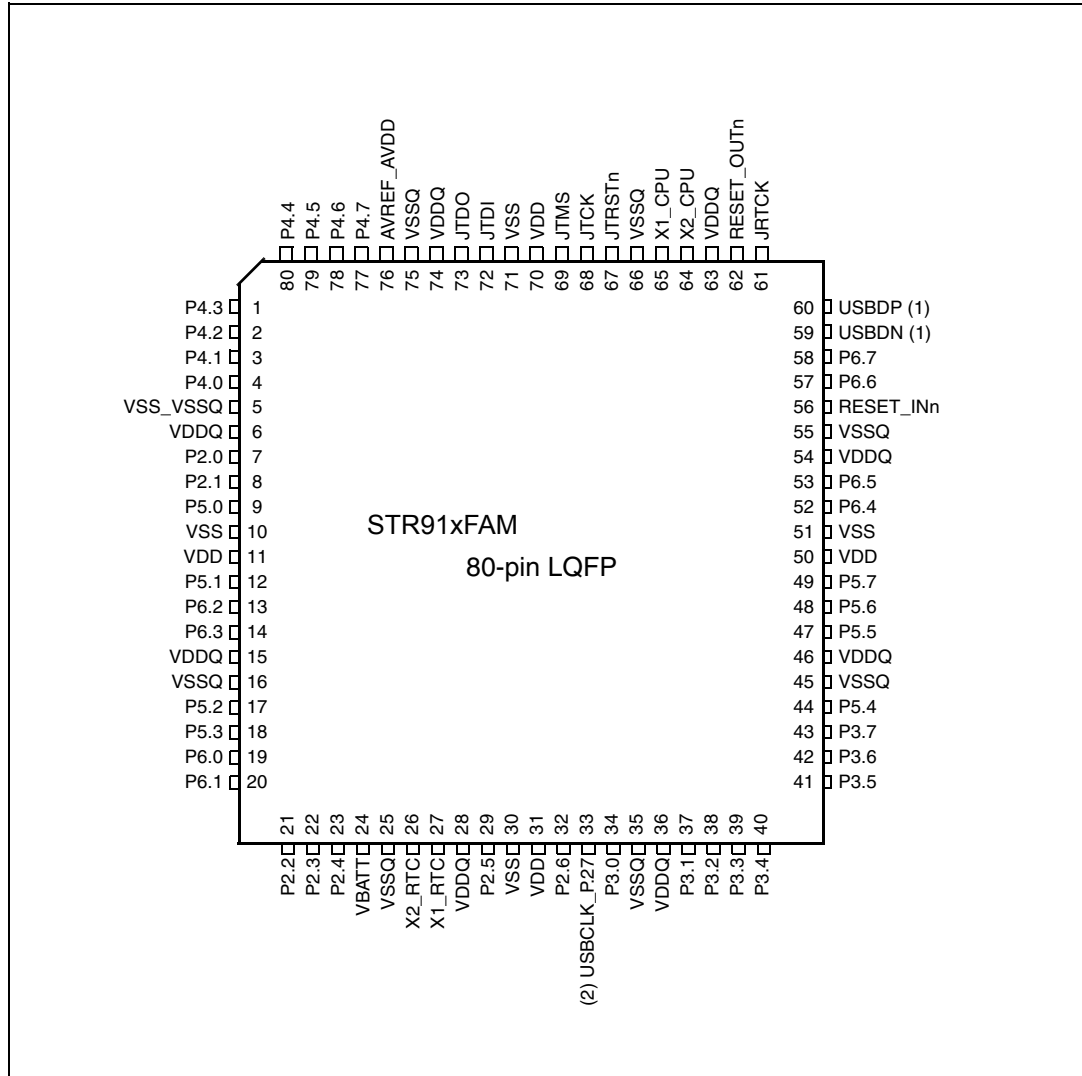 P4.4
P4.5
P4.6
P4.7
AVREF_AVDD
VSSQ
VDDQ
JTDO
JTDI
VSS
VDD
JTMS
JTCK
JTRSTn
VSSQ
X1_CPU
X2_CPU
VDDQ
RESET_OUTn
JRTCK
80
79
78
77
76
75
74
73
72
71
70
69
68
67
66
65
64
63
62
61
P4.3 1
P4.2 2
P4.1 3
P4.0 4
VSS_VSSQ 5
VDDQ 6
P2.0 7
P2.1 8
P5.0 9
VSS 10
VDD 11
P5.1 12
P6.2 13
P6.3 14
VDDQ 15
VSSQ 16
P5.2 17
P5.3 18
P6.0 19
P6.1 20
STR91xFAM
80-pin LQFP
60 USBDP (1)
59 USBDN (1)
58 P6.7
57 P6.6
56 RESET_INn
55 VSSQ
54 VDDQ
53 P6.5
52 P6.4
51 VSS
50 VDD
49 P5.7
48 P5.6
47 P5.5
46 VDDQ
45 VSSQ
44 P5.4
43 P3.7
42 P3.6
41 P3.5
21
22
23
24
25
26
27
28
29
30
31
32
33
34
35
36
37
38
39
40
P2.2
P2.3
P2.4
VBATT
VSSQ
X2_RTC
X1_RTC
VDDQ
P2.5
VSS
VDD
P2.6
(2) USBCLK_P.27
P3.0
VSSQ
VDDQ
P3.1
P3.2
P3.3
P3.4